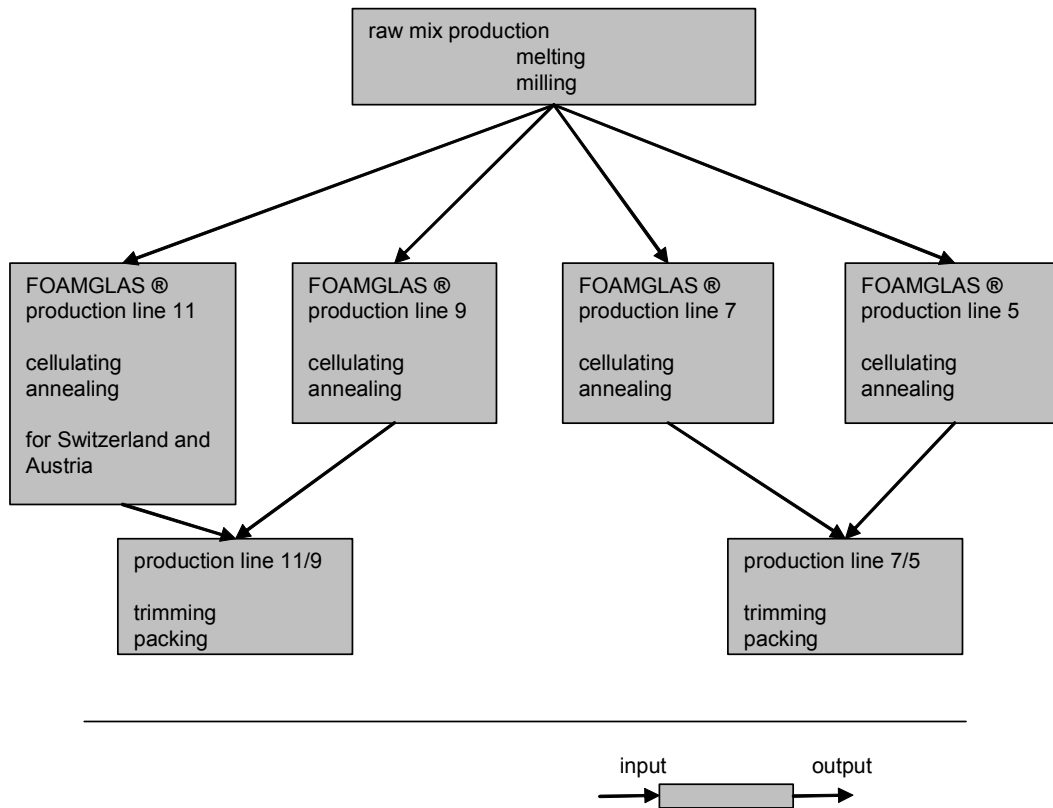 raw mix production
melting
milling
FOAMGLAS ®
production line 11
cellulating
annealing
for Switzerland and
Austria
FOAMGLAS ®
production line 9
cellulating
annealing
FOAMGLAS ®
production line 7
cellulating
annealing
FOAMGLAS ®
production line 5
cellulating
annealing
production line 11/9
trimming
packing
production line 7/5
trimming
packing
input
output